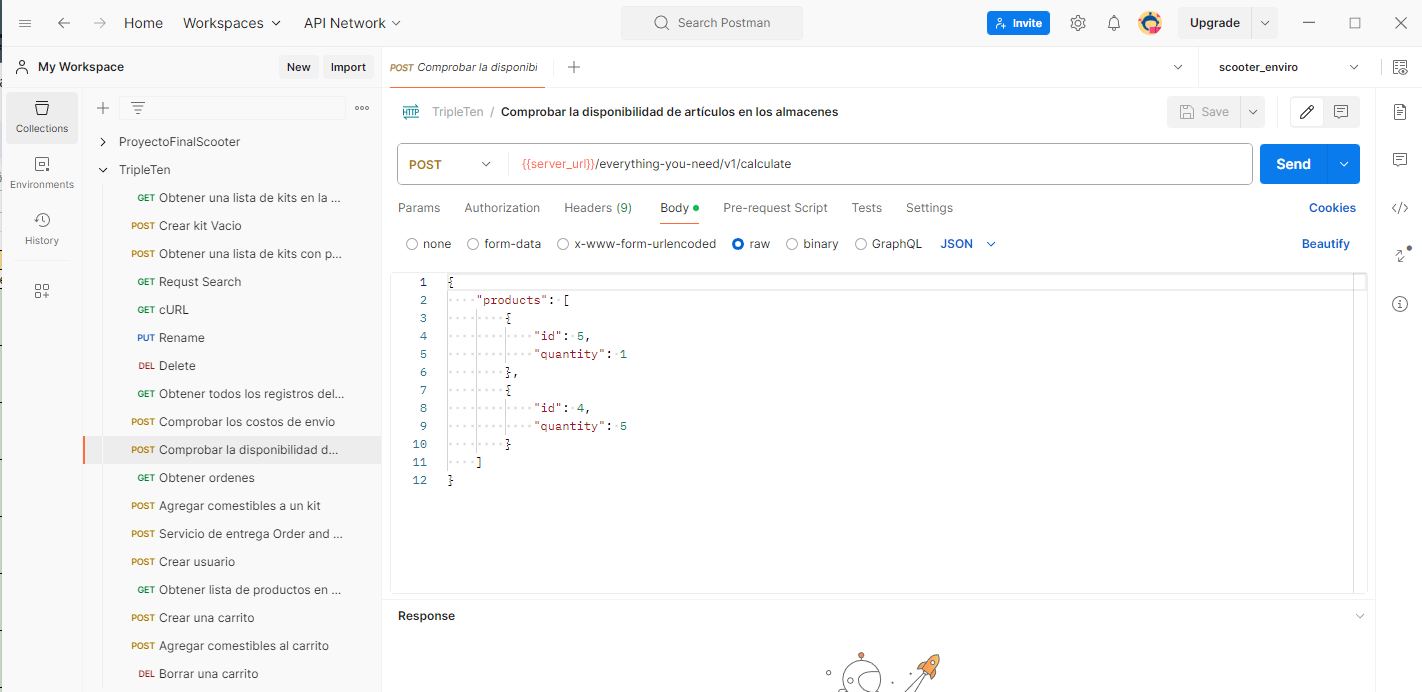 Home Workspaces API Network Search Postman Invite Upgrade
My Workspace New Import
POST Comprobar la disponibi scooter_enviro
Collections
Environments
History
ProyectoFinalScooter
TripleTen
GET Obtener una lista de kits en la ...
POST Crear kit Vacio
POST Obtener una lista de kits con p...
GET Requst Search
GET cURL
PUT Rename
DEL Delete
GET Obtener todos los registros del...
POST Comprobar los costos de envio
POST Comprobar la disponibilidad d...
GET Obtener ordenes
POST Agregar comestibles a un kit
POST Servicio de entrega Order and ...
POST Crear usuario
GET Obtener lista de productos en ...
POST Crear una carrito
POST Agregar comestibles al carrito
DEL Borrar una carrito
HTTP TripleTen / Comprobar la disponibilidad de artículos en los almacenes Save
POST {{server_url}}/everything-you-need/v1/calculate Send
Params Authorization Headers (9) Body Pre-request Script Tests Settings Cookies
none form-data x-www-form-urlencoded raw binary GraphQL JSON Beautify
1 {
2 "products": [
3 {
4 "id": 5,
5 "quantity": 1
6 },
7 {
8 "id": 4,
9 "quantity": 5
10 }
11 ]
12 }
Response